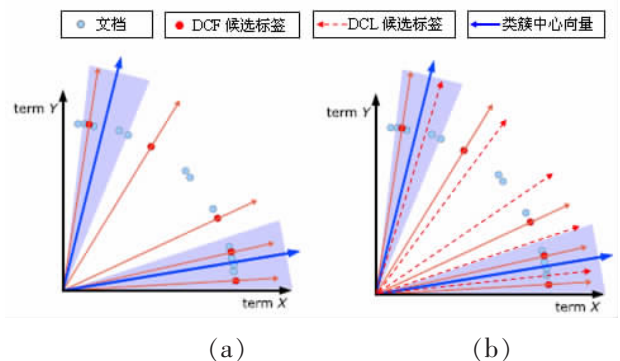 文档
DCF 候选标签
DCL 候选标签
类簇中心向量
term Y
term X
term Y
term X
(a)
(b)